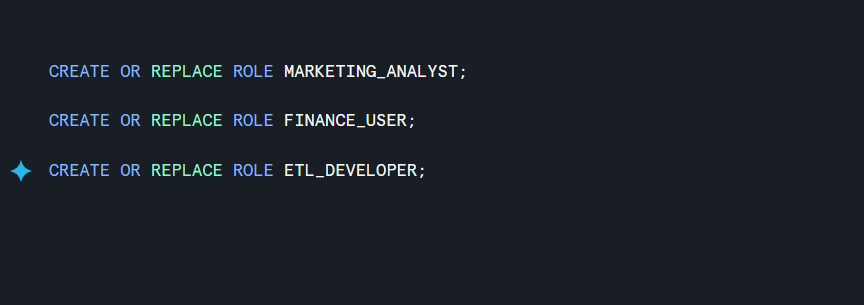 CREATE OR REPLACE ROLE MARKETING_ANALYST;
CREATE OR REPLACE ROLE FINANCE_USER;
CREATE OR REPLACE ROLE ETL_DEVELOPER;